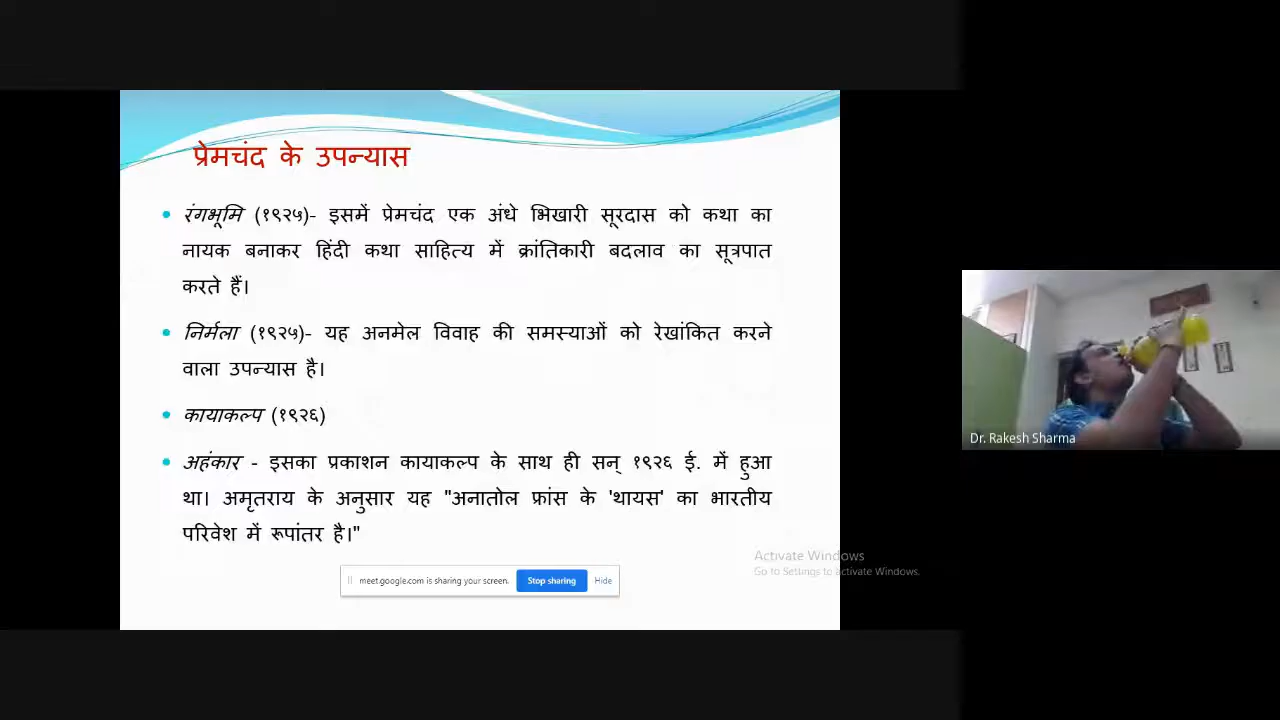 प्रेमचंद के उपन्यास
• रंगभूमि (१९२५)- इसमें प्रेमचंद एक अंधे भिखारी सूरदास को कथा का
नायक बनाकर हिंदी कथा साहित्य में क्रांतिकारी बदलाव का सूत्रपात
करते हैं।
• निर्मला (१९२५)- यह अनमेल विवाह की समस्याओं को रेखांकित करने
वाला उपन्यास है।
• कायाकल्प (१९२६)
• अहंकार - इसका प्रकाशन कायाकल्प के साथ ही सन् १९२६ ई. में हुआ
था। अमृतराय के अनुसार यह "अनातोल फ्रांस के 'थायस' का भारतीय
परिवेश में रूपांतर है।"
meet.google.com is sharing your screen. Stop sharing Hide
Activate Windows
Go to Settings to activate Windows.
Dr. Rakesh Sharma